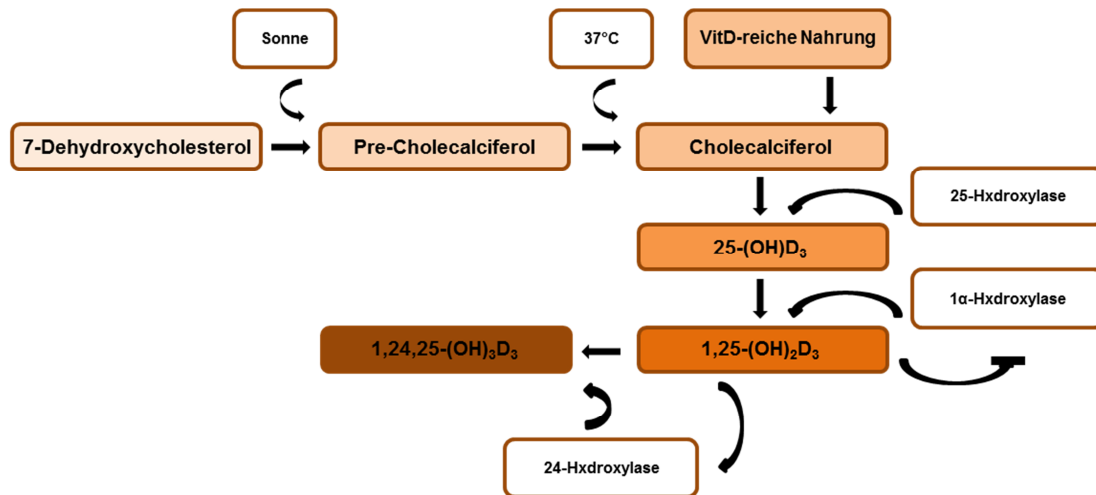 Sonne
37°C
VitD-reiche Nahrung
7-Dehydroxycholesterol
Pre-Cholecalciferol
Cholecalciferol
25-Hxdroxylase
25-(OH)D₃
1α-Hxdroxylase
1,24,25-(OH)₃D₃
1,25-(OH)₂D₃
24-Hxdroxylase